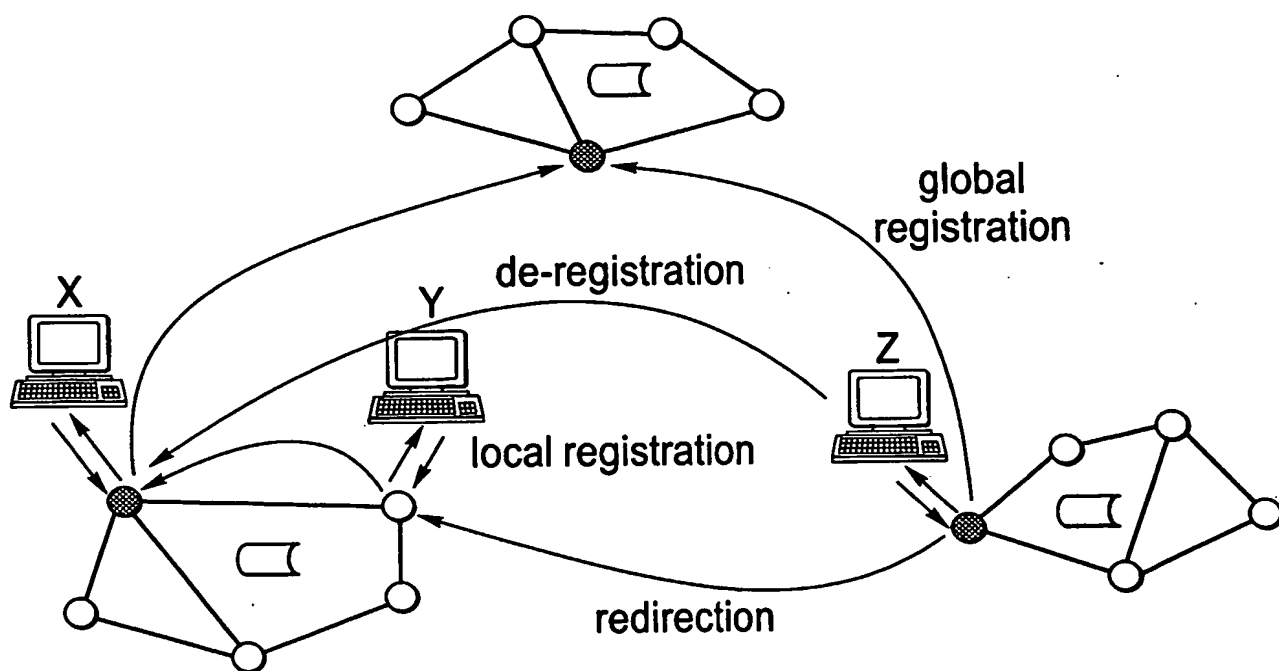 global
registration
de-registration
X
Y
Z
local registration
redirection